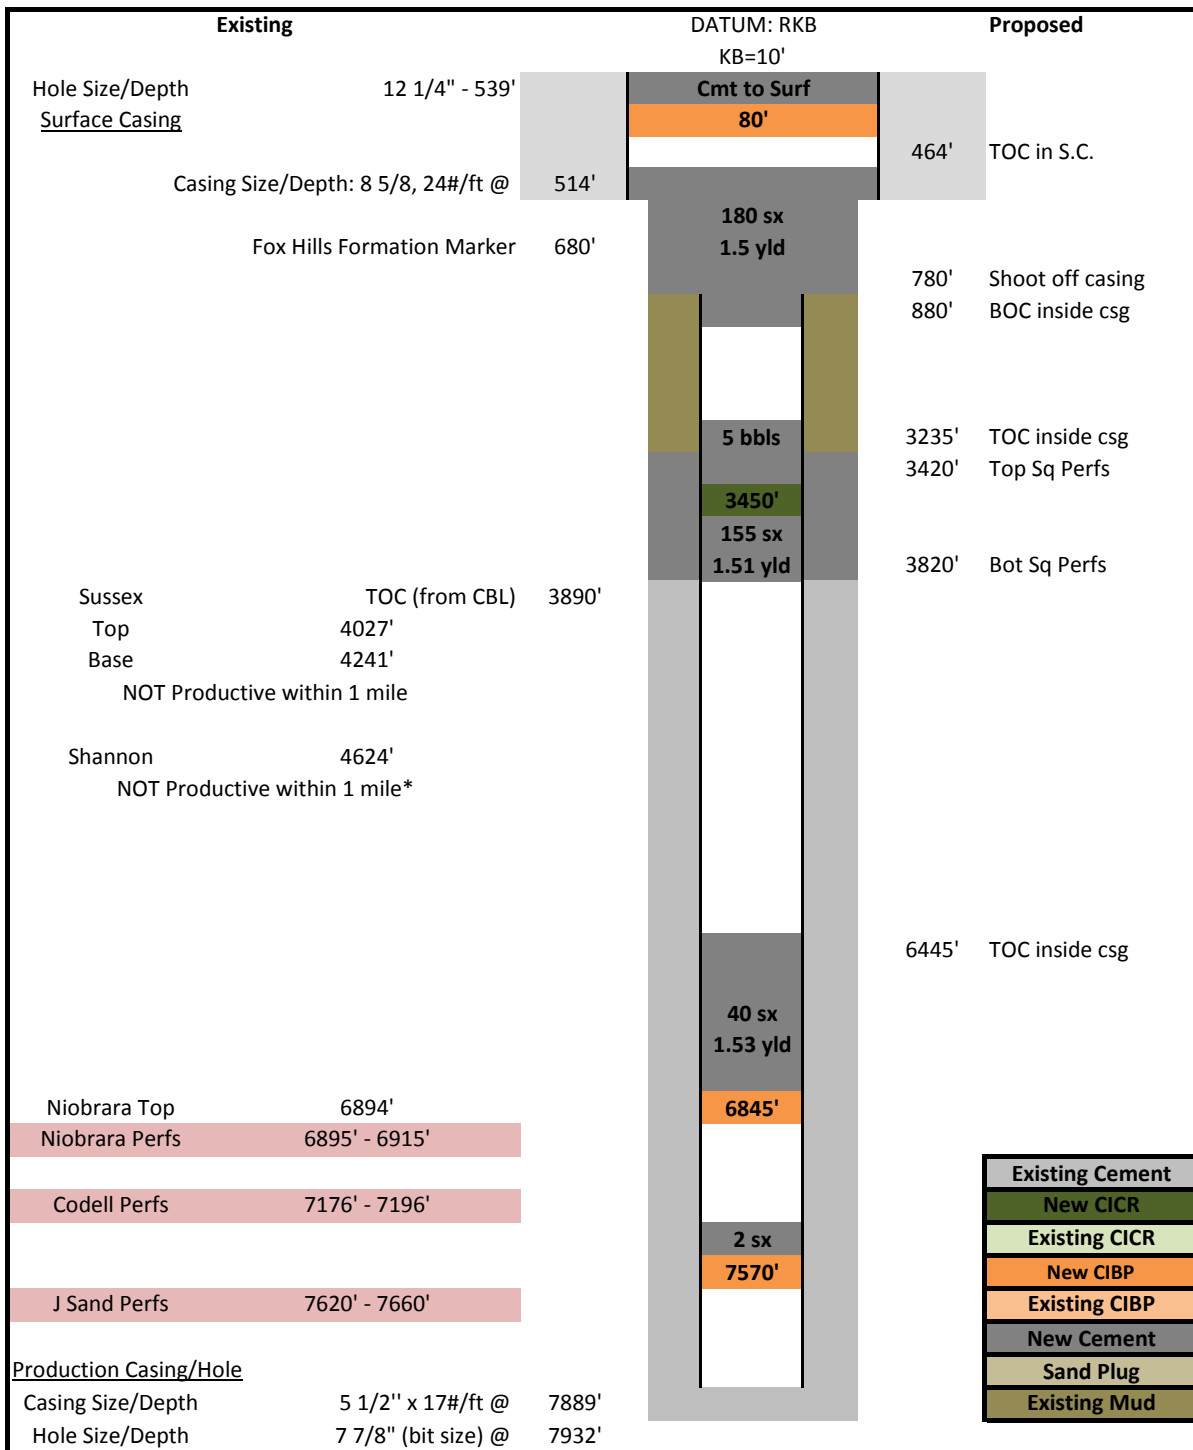 Existing DATUM: RKB Proposed
KB=10'
Hole Size/Depth 12 1/4" - 539' Cmt to Surf
Surface Casing 80'
464' TOC in S.C.
Casing Size/Depth: 8 5/8, 24#/ft @ 514'
180 sx
Fox Hills Formation Marker 680' 1.5 yld
780' Shoot off casing
880' BOC inside csg
5 bbls 3235' TOC inside csg
3420' Top Sq Perfs
3450'
155 sx
1.51 yld 3820' Bot Sq Perfs
Sussex TOC (from CBL) 3890'
Top 4027'
Base 4241'
NOT Productive within 1 mile
Shannon 4624'
NOT Productive within 1 mile*
6445' TOC inside csg
40 sx
1.53 yld
Niobrara Top 6894' 6845'
Niobrara Perfs 6895' - 6915'
Existing Cement
Codell Perfs 7176' - 7196' New CICR
2 sx Existing CICR
7570' New CIBP
J Sand Perfs 7620' - 7660' Existing CIBP
New Cement
Production Casing/Hole Sand Plug
Casing Size/Depth 5 1/2'' x 17#/ft @ 7889' Existing Mud
Hole Size/Depth 7 7/8" (bit size) @ 7932'